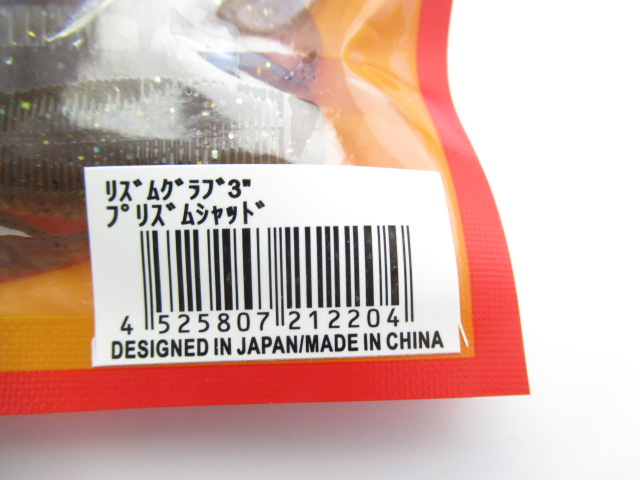 ﾘｽﾞﾑｸﾞﾗﾌﾞ3"
ﾌﾟﾘｽﾞﾑｼｬｯﾄﾞ
4 525807 212204
DESIGNED IN JAPAN/MADE IN CHINA